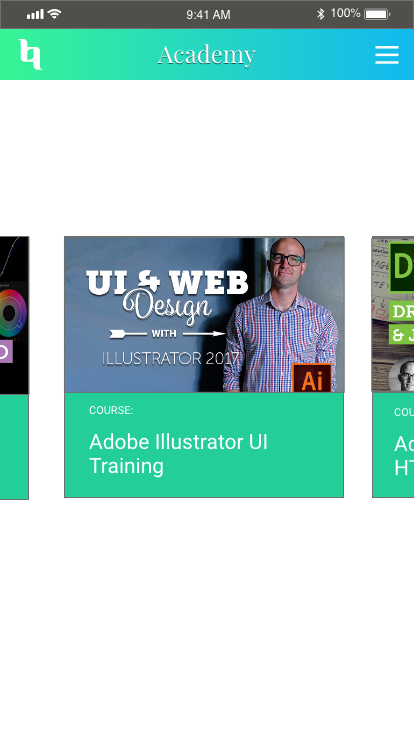 9:41 AM
100%
Academy
UI & WEB
Design
WITH
ILLUSTRATOR 2017
Ai
COURSE:
Adobe Illustrator UI
Training
O
D
DR
& J
COU
Ac
HT